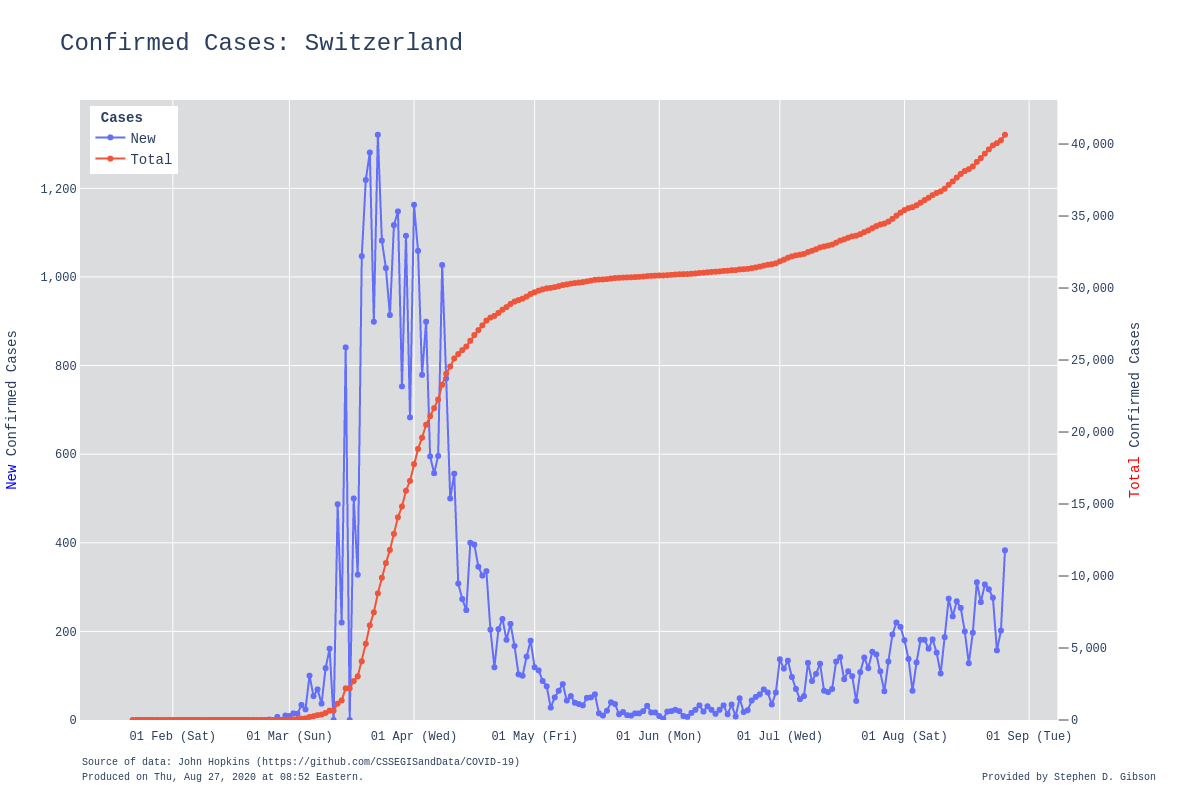 Confirmed Cases: Switzerland
Cases
New
Total
1,200
1,000
800
600
400
200
0
New Confirmed Cases
40,000
35,000
30,000
25,000
20,000
15,000
10,000
5,000
0
Total Confirmed Cases
01 Feb (Sat) 01 Mar (Sun) 01 Apr (Wed) 01 May (Fri) 01 Jun (Mon) 01 Jul (Wed) 01 Aug (Sat) 01 Sep (Tue)
Source of data: John Hopkins (https://github.com/CSSEGISandData/COVID-19)
Produced on Thu, Aug 27, 2020 at 08:52 Eastern.
Provided by Stephen D. Gibson